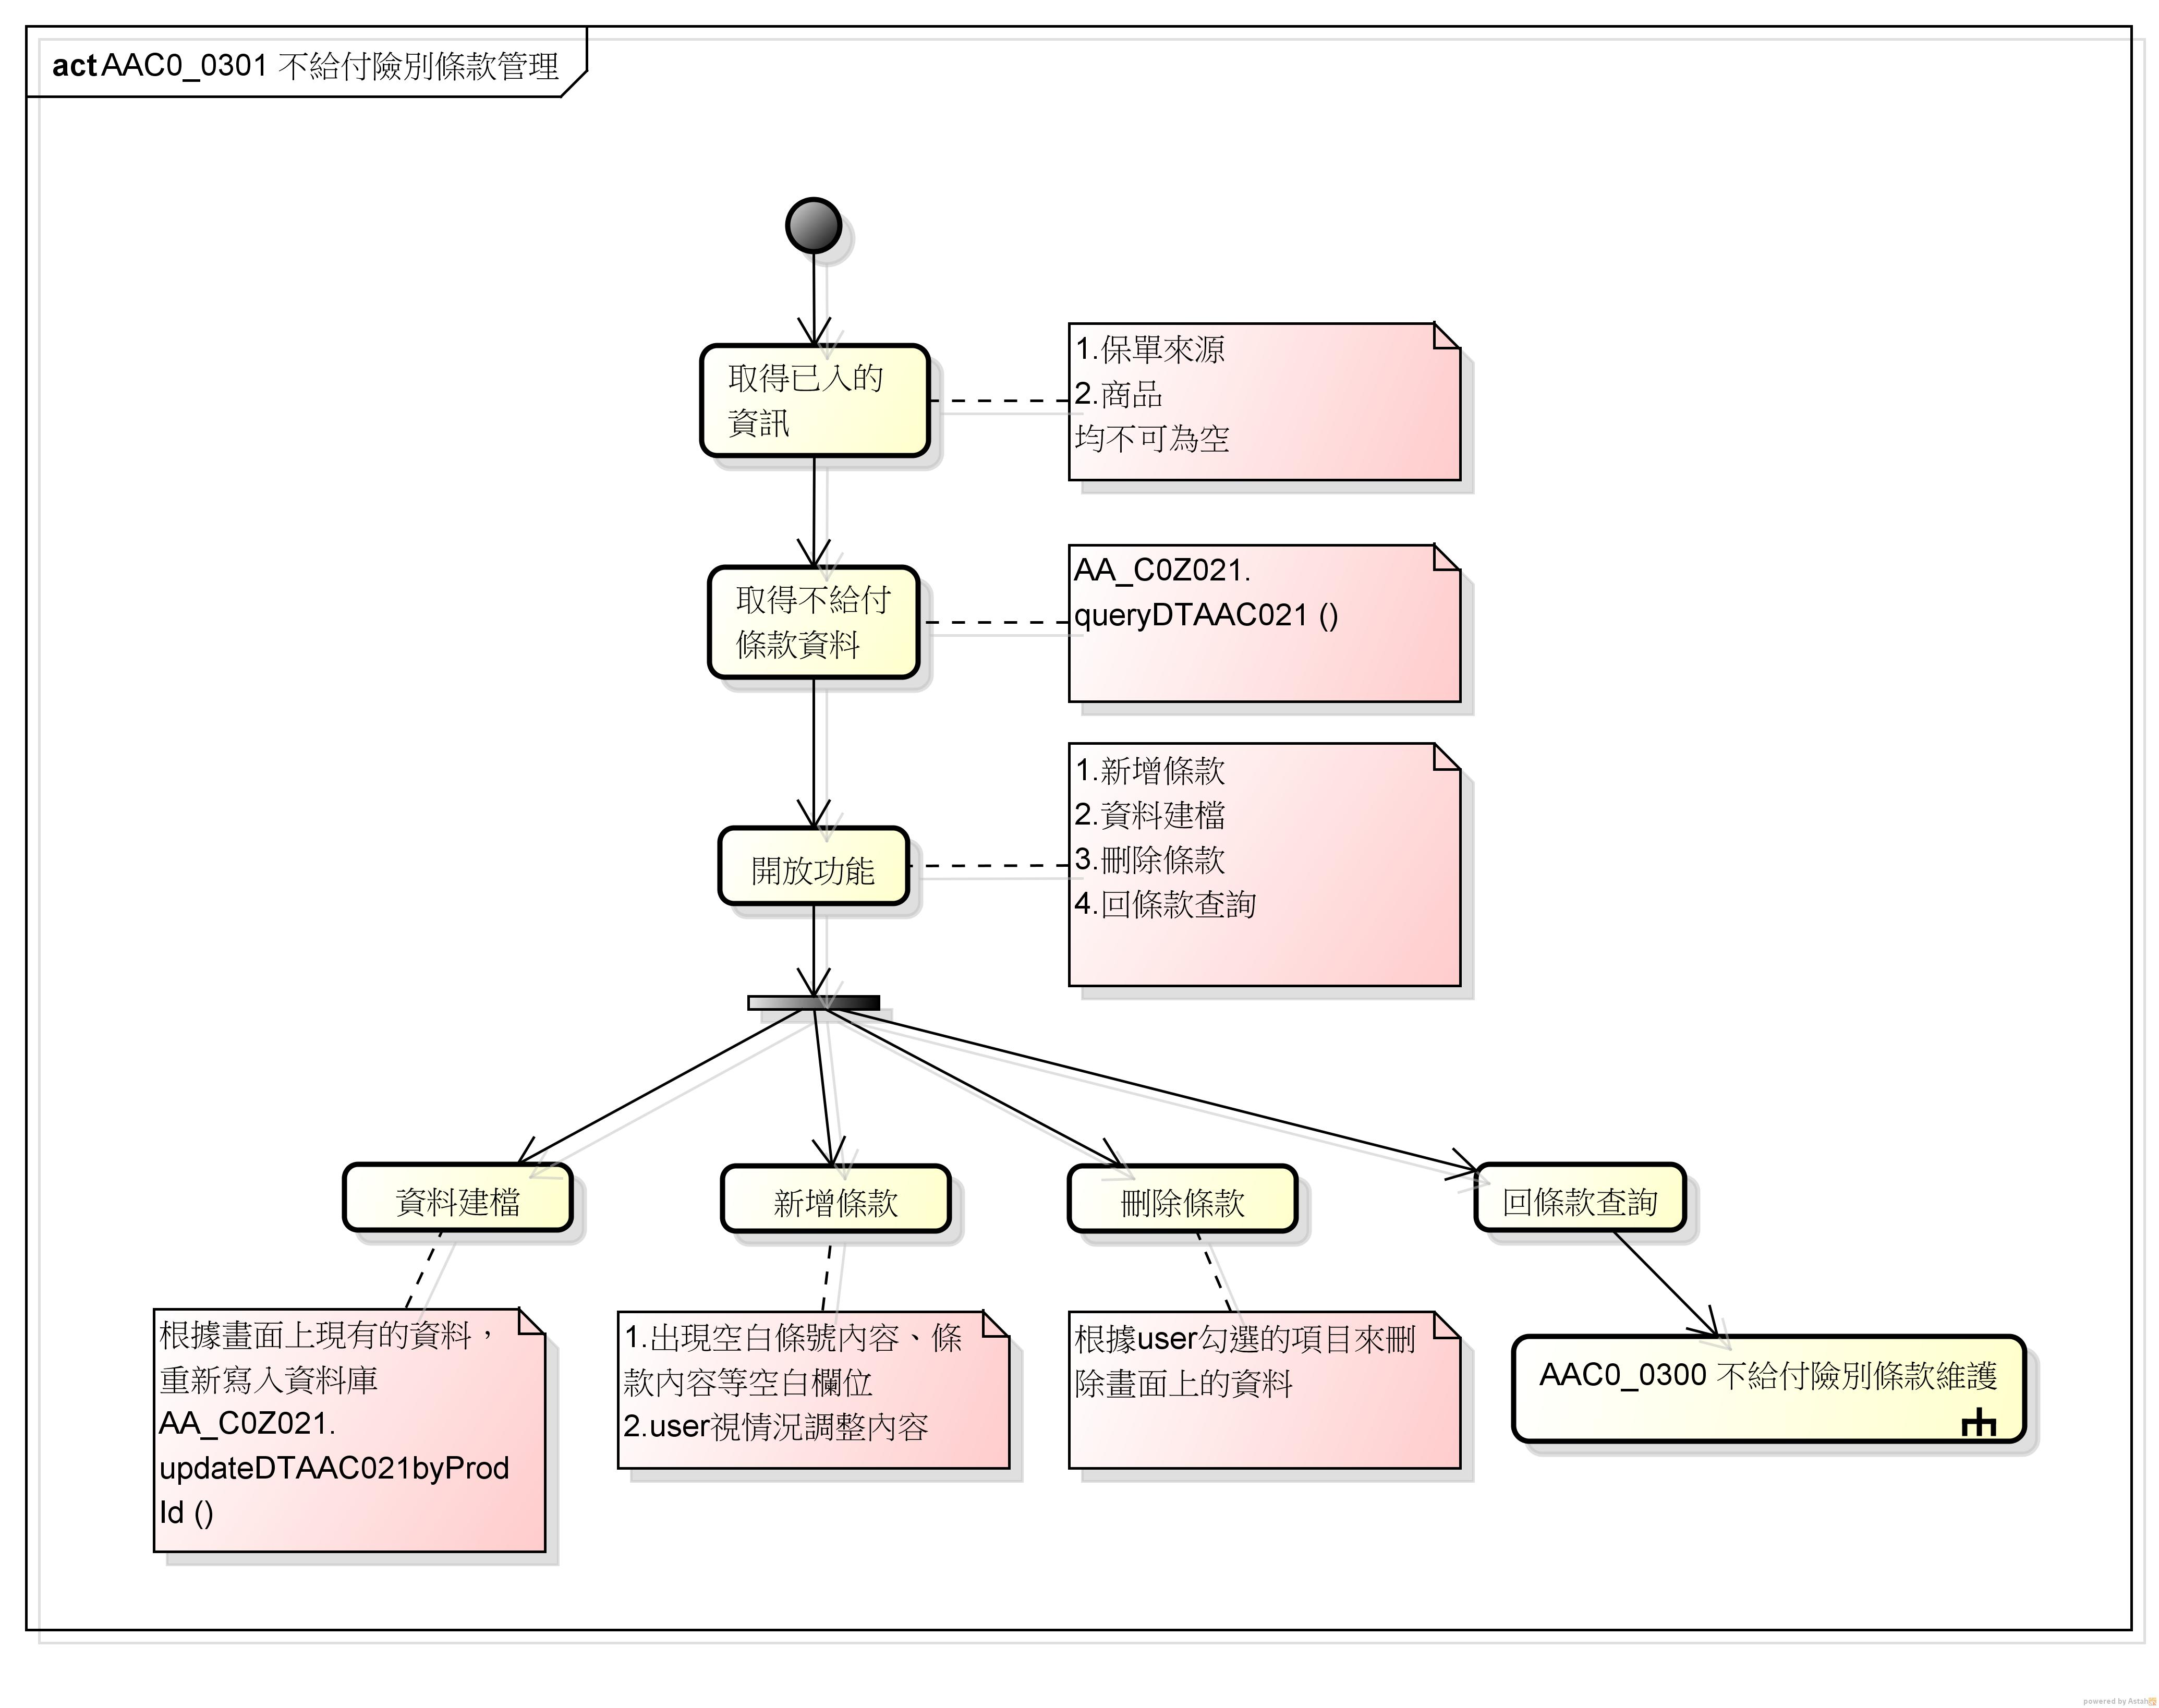 act AAC0_0301 不給付險別條款管理
取得已入的
資訊
1.保單來源
2.商品
均不可為空
取得不給付
條款資料
AA_C0Z021.
queryDTAAC021 ()
開放功能
1.新增條款
2.資料建檔
3.刪除條款
4.回條款查詢
資料建檔
新增條款
刪除條款
回條款查詢
根據畫面上現有的資料，
重新寫入資料庫
AA_C0Z021.
updateDTAAC021byProd
Id ()
1.出現空白條號內容、條
款內容等空白欄位
2.user視情況調整內容
根據user勾選的項目來刪
除畫面上的資料
AAC0_0300 不給付險別條款維護
powered by Astah